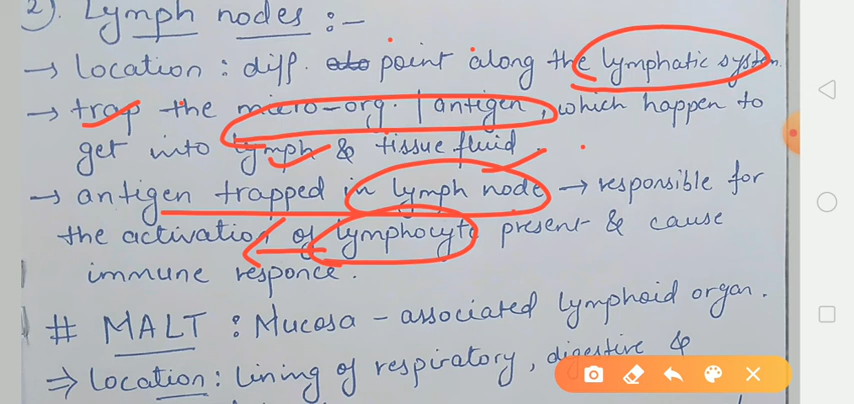 2). Lymph nodes :-
→ Location : diff. point along the lymphatic system.
→ trap the micro-org. | antigen, which happen to
get into lymph & tissue fluid.
→ antigen trapped in lymph node → responsible for
the activation of lymphocyte present & cause
immune responce.
# MALT : Mucosa - associated lymphoid organ.
⇒ Location : Lining of respiratory, digestive &